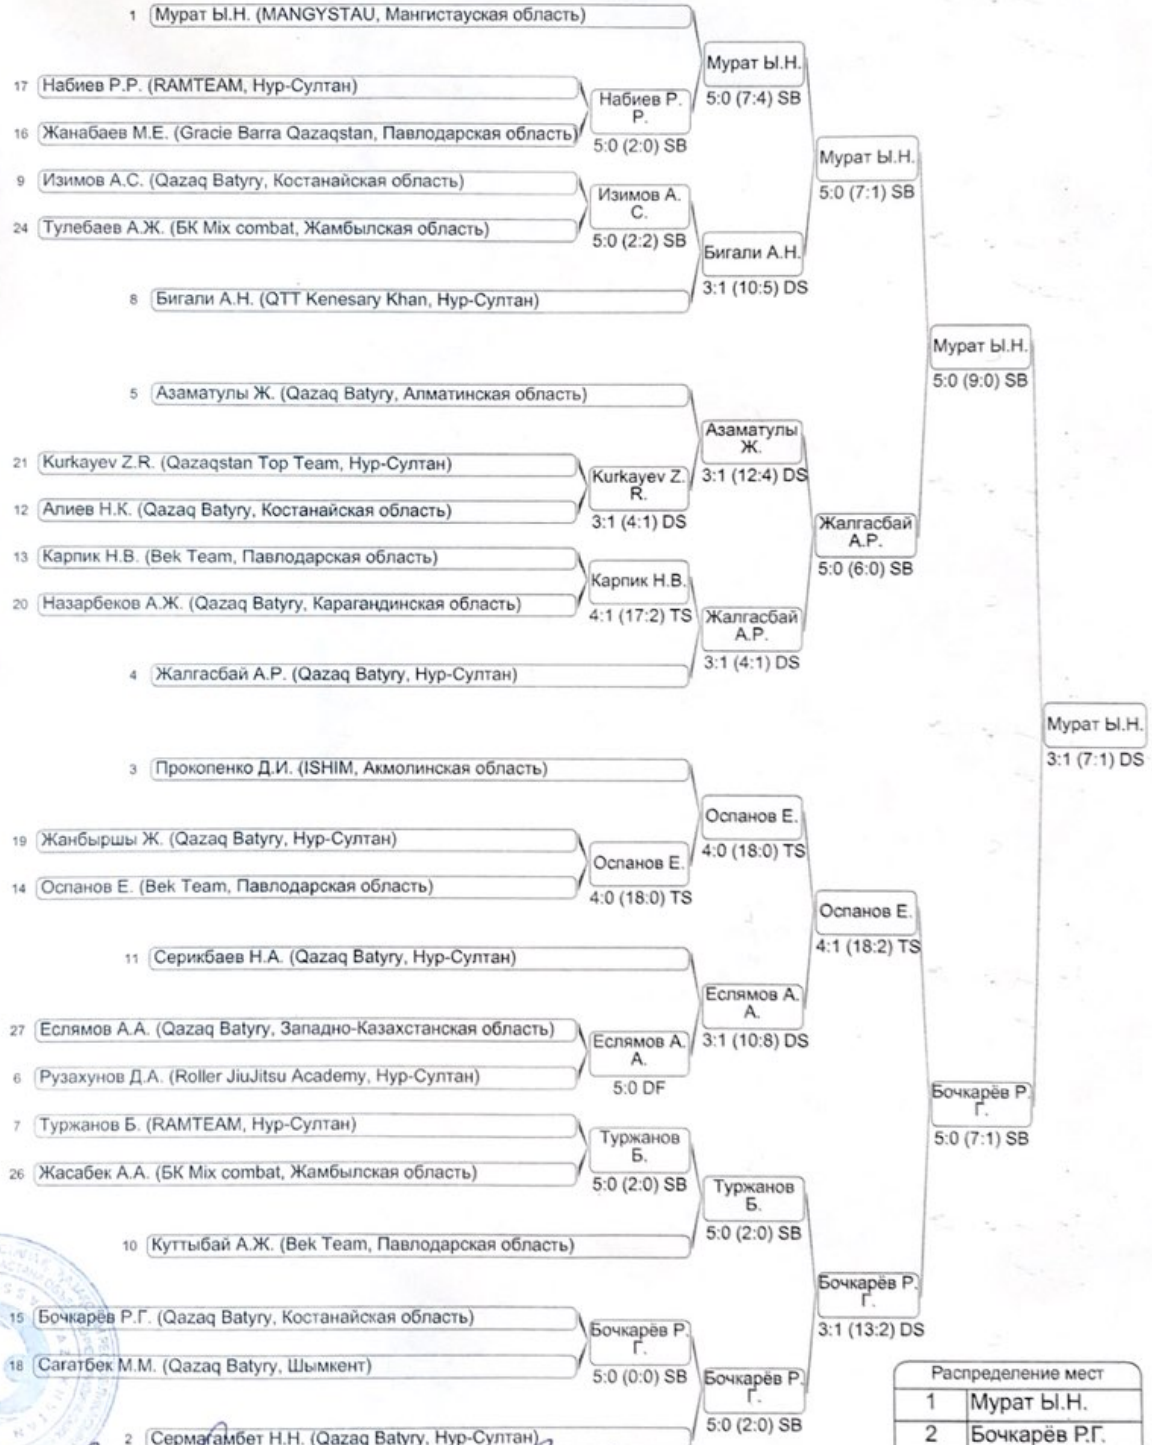 1 Мурат Ы.Н. (MANGYSTAU, Мангистауская область)
Мурат Ы.Н.
5:0 (7:4) SB
17 Набиев Р.Р. (RAMTEAM, Нур-Султан)
Набиев Р.
Р.
5:0 (2:0) SB
16 Жанабаев М.Е. (Gracie Barra Qazaqstan, Павлодарская область)
Мурат Ы.Н.
5:0 (7:1) SB
9 Изимов А.С. (Qazaq Batyry, Костанайская область)
Изимов А.
С.
5:0 (2:2) SB
24 Тулебаев А.Ж. (БК Mix combat, Жамбылская область)
Бигали А.Н.
3:1 (10:5) DS
8 Бигали А.Н. (QTT Kenesary Khan, Нур-Султан)
Мурат Ы.Н.
5:0 (9:0) SB
5 Азаматулы Ж. (Qazaq Batyry, Алматинская область)
Азаматулы
Ж.
3:1 (12:4) DS
21 Kurkayev Z.R. (Qazaqstan Top Team, Нур-Султан)
Kurkayev Z.
R.
3:1 (4:1) DS
12 Алиев Н.К. (Qazaq Batyry, Костанайская область)
Жалгасбай
А.Р.
5:0 (6:0) SB
13 Карпик Н.В. (Bek Team, Павлодарская область)
Карпик Н.В.
4:1 (17:2) TS
20 Назарбеков А.Ж. (Qazaq Batyry, Карагандинская область)
Жалгасбай
А.Р.
3:1 (4:1) DS
4 Жалгасбай А.Р. (Qazaq Batyry, Нур-Султан)
Мурат Ы.Н.
3:1 (7:1) DS
3 Прокопенко Д.И. (ISHIM, Акмолинская область)
Оспанов Е.
4:0 (18:0) TS
19 Жанбыршы Ж. (Qazaq Batyry, Нур-Султан)
Оспанов Е.
4:0 (18:0) TS
14 Оспанов Е. (Bek Team, Павлодарская область)
Оспанов Е.
4:1 (18:2) TS
11 Серикбаев Н.А. (Qazaq Batyry, Нур-Султан)
Еслямов А.
А.
3:1 (10:8) DS
27 Еслямов А.А. (Qazaq Batyry, Западно-Казахстанская область)
Еслямов А.
А.
5:0 DF
6 Рузахунов Д.А. (Roller JiuJitsu Academy, Нур-Султан)
Бочкарёв Р.
Г.
5:0 (7:1) SB
7 Туржанов Б. (RAMTEAM, Нур-Султан)
Туржанов
Б.
5:0 (2:0) SB
26 Жасабек А.А. (БК Mix combat, Жамбылская область)
Туржанов
Б.
5:0 (2:0) SB
10 Куттыбай А.Ж. (Bek Team, Павлодарская область)
Бочкарёв Р.
Г.
3:1 (13:2) DS
15 Бочкарёв Р.Г. (Qazaq Batyry, Костанайская область)
Бочкарёв Р.
Г.
5:0 (0:0) SB
18 Сагатбек М.М. (Qazaq Batyry, Шымкент)
Бочкарёв Р.
Г.
5:0 (2:0) SB
2 Сермагамбет Н.Н. (Qazaq Batyry, Нур-Султан)
Распределение мест
1 Мурат Ы.Н.
2 Бочкарёв Р.Г.